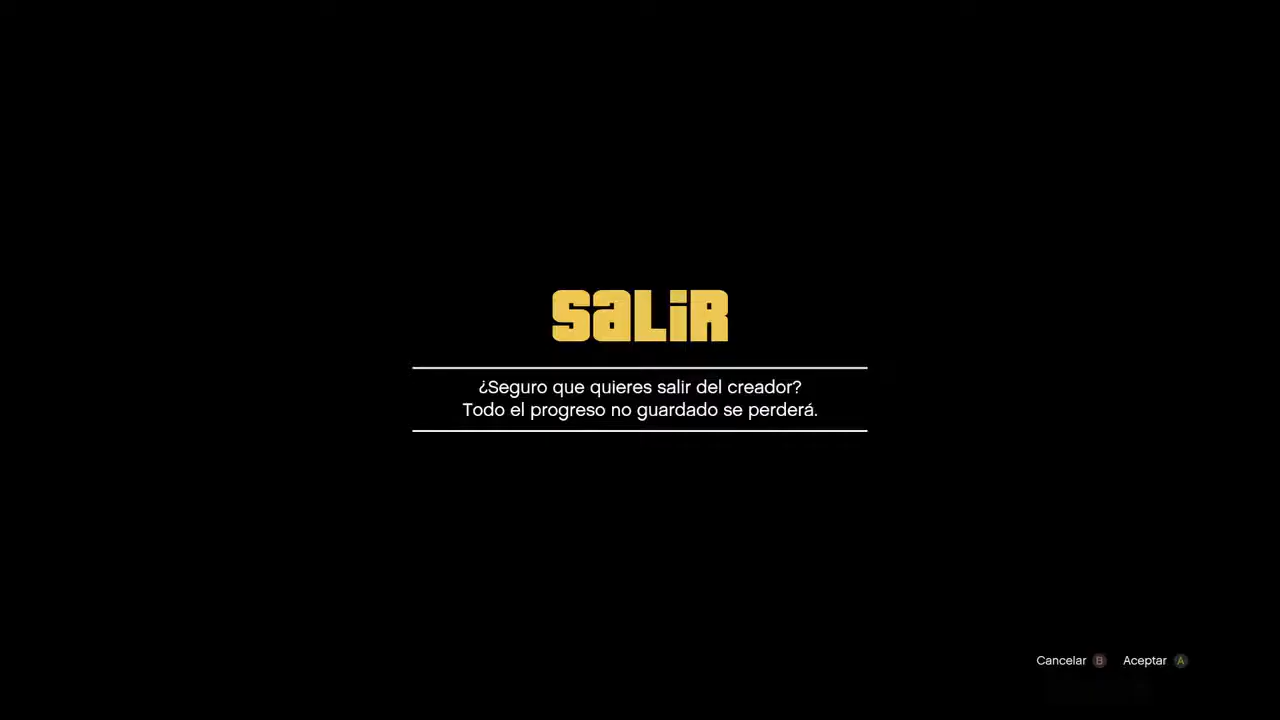 SALIR
¿Seguro que quieres salir del creador?
Todo el progreso no guardado se perderá.
Cancelar B Aceptar A